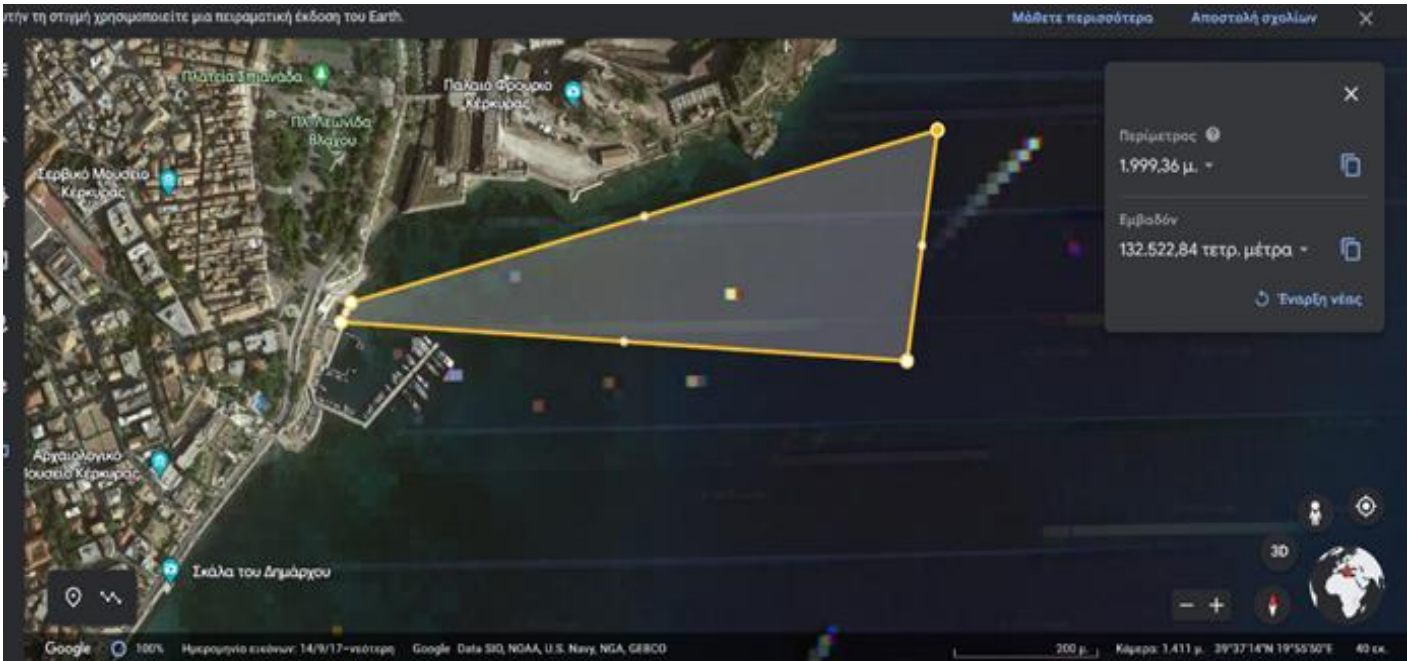 υτήν τη στιγμή χρησιμοποιείτε μια πειραματική έκδοση του Earth.
Μάθετε περισσότερα
Αποστολή σχολίων
Πλατεία Σπιανάδα
Πλ. Λεωνίδα
Βλάχου
Παλαιό Φρούριο
Κέρκυρας
Σερβικό Μουσείο
Κέρκυρας
Περίμετρος
1.999,36 μ.
Εμβαδόν
132.522,84 τετρ. μέτρα
Έναρξη νέας
Αρχαιολογικό
Μουσείο Κέρκυρας
Σκάλα του Δημάρχου
3D
Google 100% Ημερομηνία εικόνων: 14/9/17–νεότερη Google Data SIO, NOAA, U.S. Navy, NGA, GEBCO 200 μ. Κάμερα: 1.411 μ. 39°37'14"N 19°55'50"E 40 εκ.